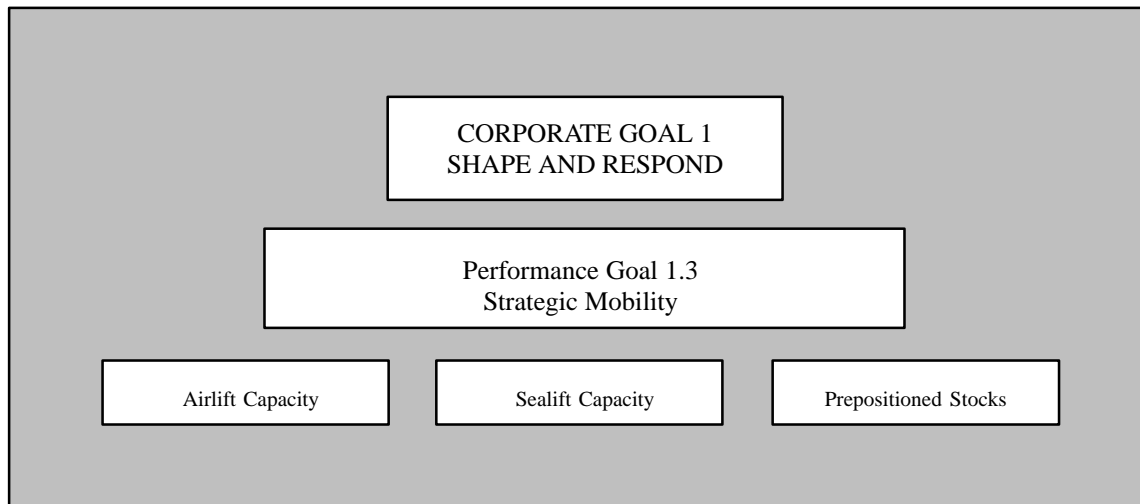 CORPORATE GOAL 1
SHAPE AND RESPOND
Performance Goal 1.3
Strategic Mobility
Airlift Capacity
Sealift Capacity
Prepositioned Stocks